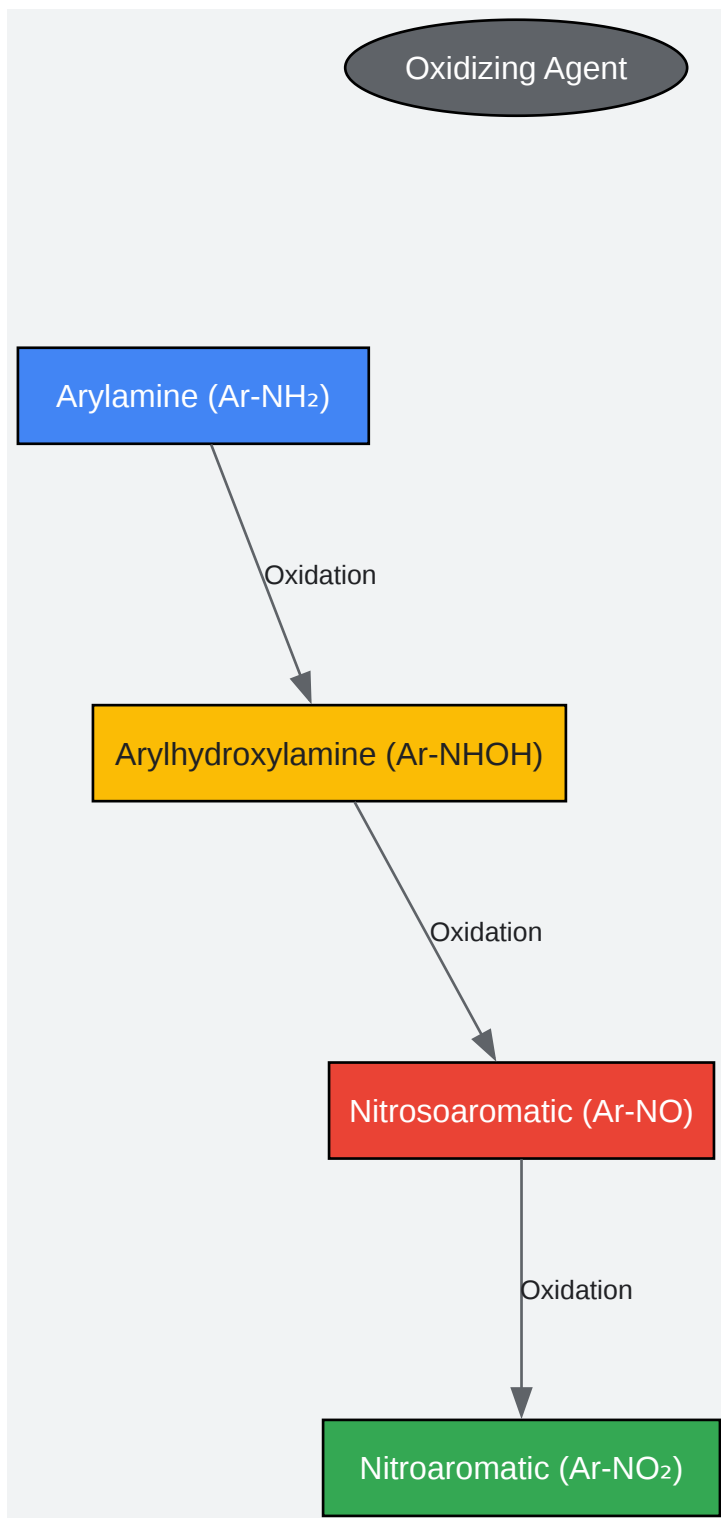 Oxidizing Agent
Arylamine (Ar-NH₂)
Oxidation
Arylhydroxylamine (Ar-NHOH)
Oxidation
Nitrosoaromatic (Ar-NO)
Oxidation
Nitroaromatic (Ar-NO₂)